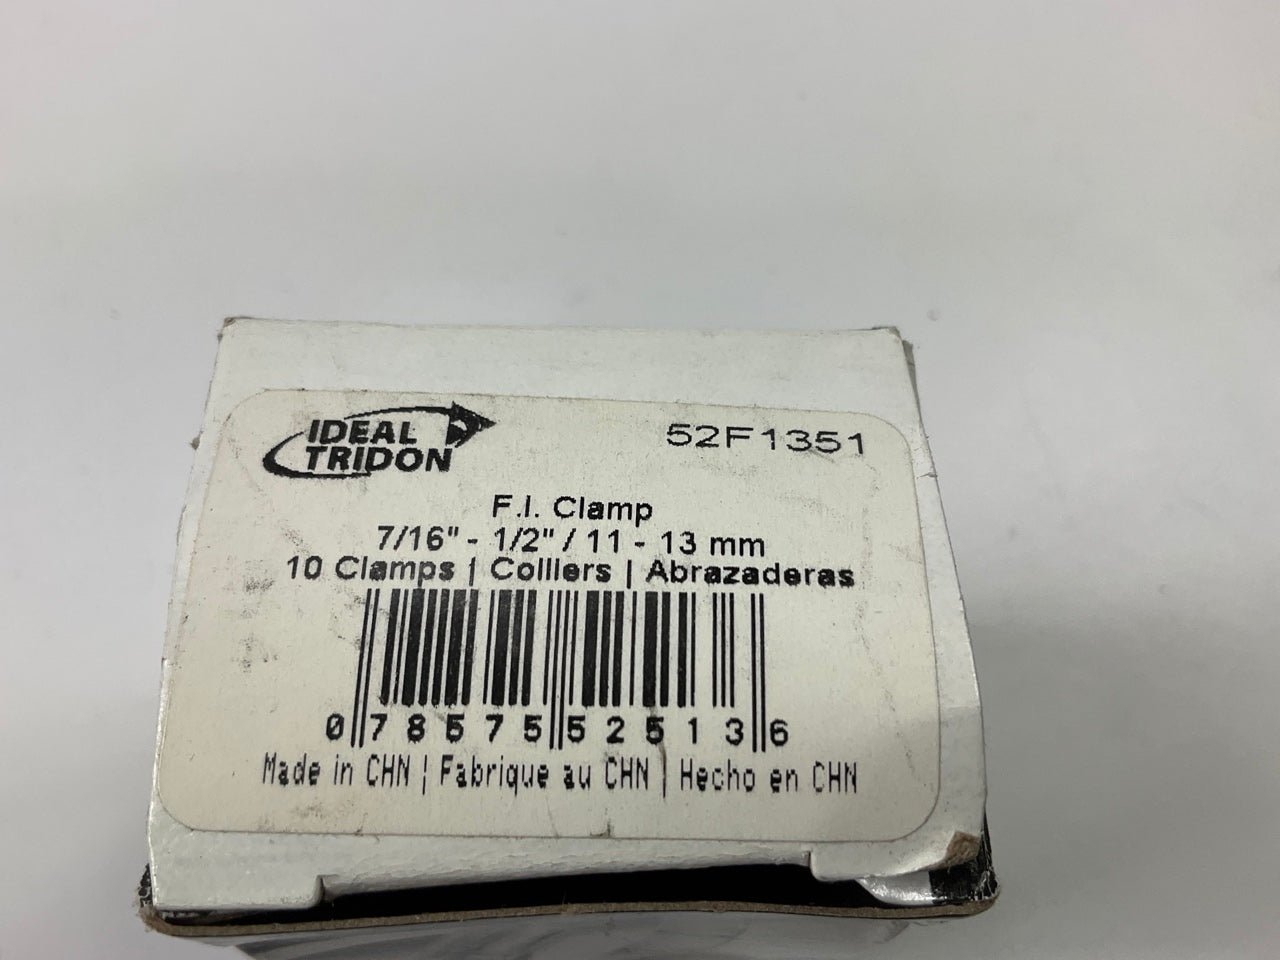 IDEAL
TRIDON
52F1351
F.I. Clamp
7/16" - 1/2" / 11 - 13 mm
10 Clamps | Colliers | Abrazaderas
0 78575 52513 6
Made in CHN | Fabrique au CHN | Hecho en CHN